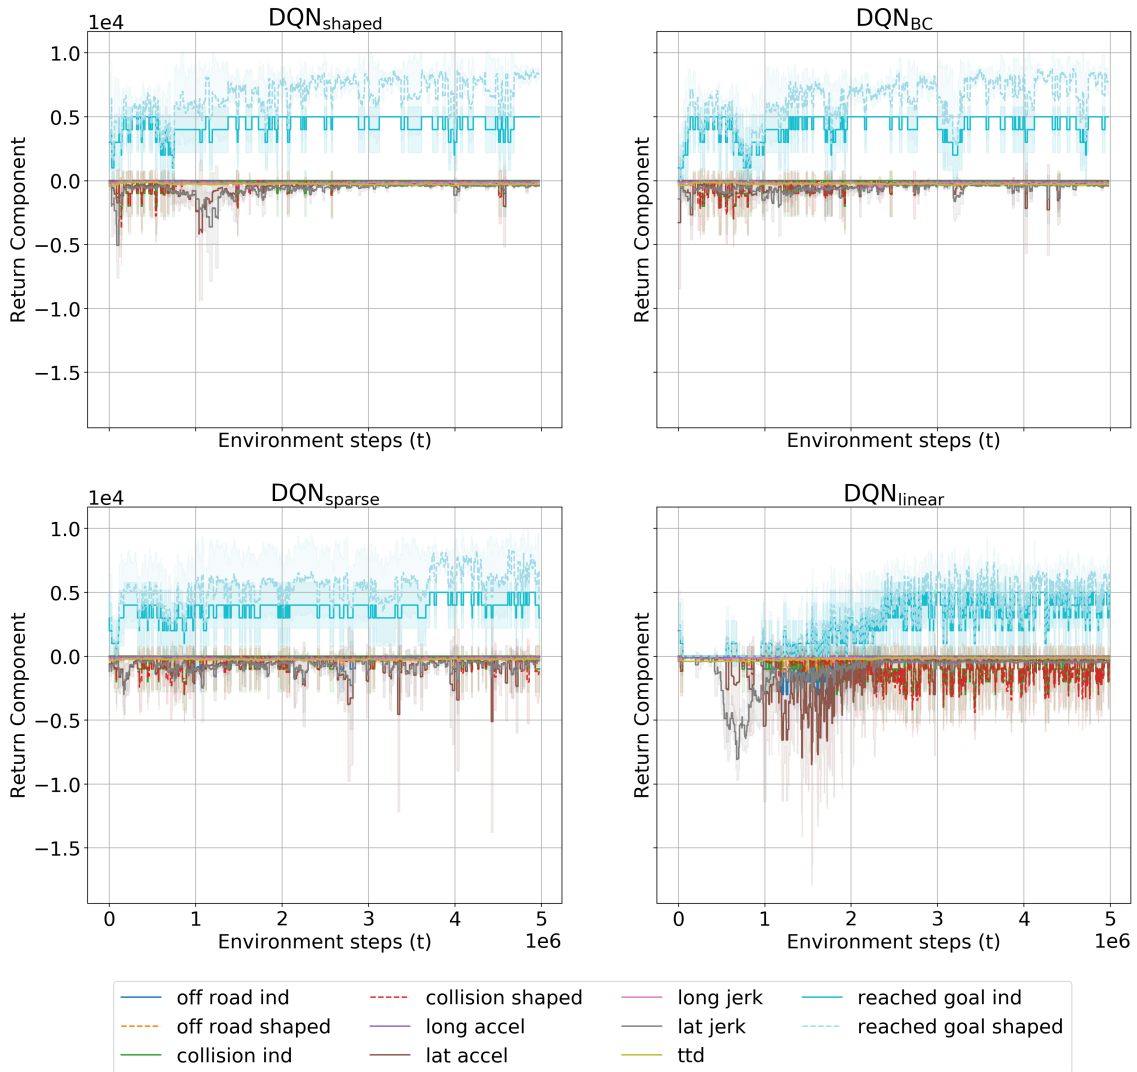 DQN_shaped
DQN_BC
1e4
1.0
0.5
0.0
−0.5
−1.0
−1.5
Return Component
Return Component
Environment steps (t)
Environment steps (t)
DQN_sparse
DQN_linear
1e4
1.0
0.5
0.0
−0.5
−1.0
−1.5
Return Component
Return Component
0 1 2 3 4 5
0 1 2 3 4 5
Environment steps (t)
1e6
Environment steps (t)
1e6
off road ind
off road shaped
collision ind
collision shaped
long accel
lat accel
long jerk
lat jerk
ttd
reached goal ind
reached goal shaped